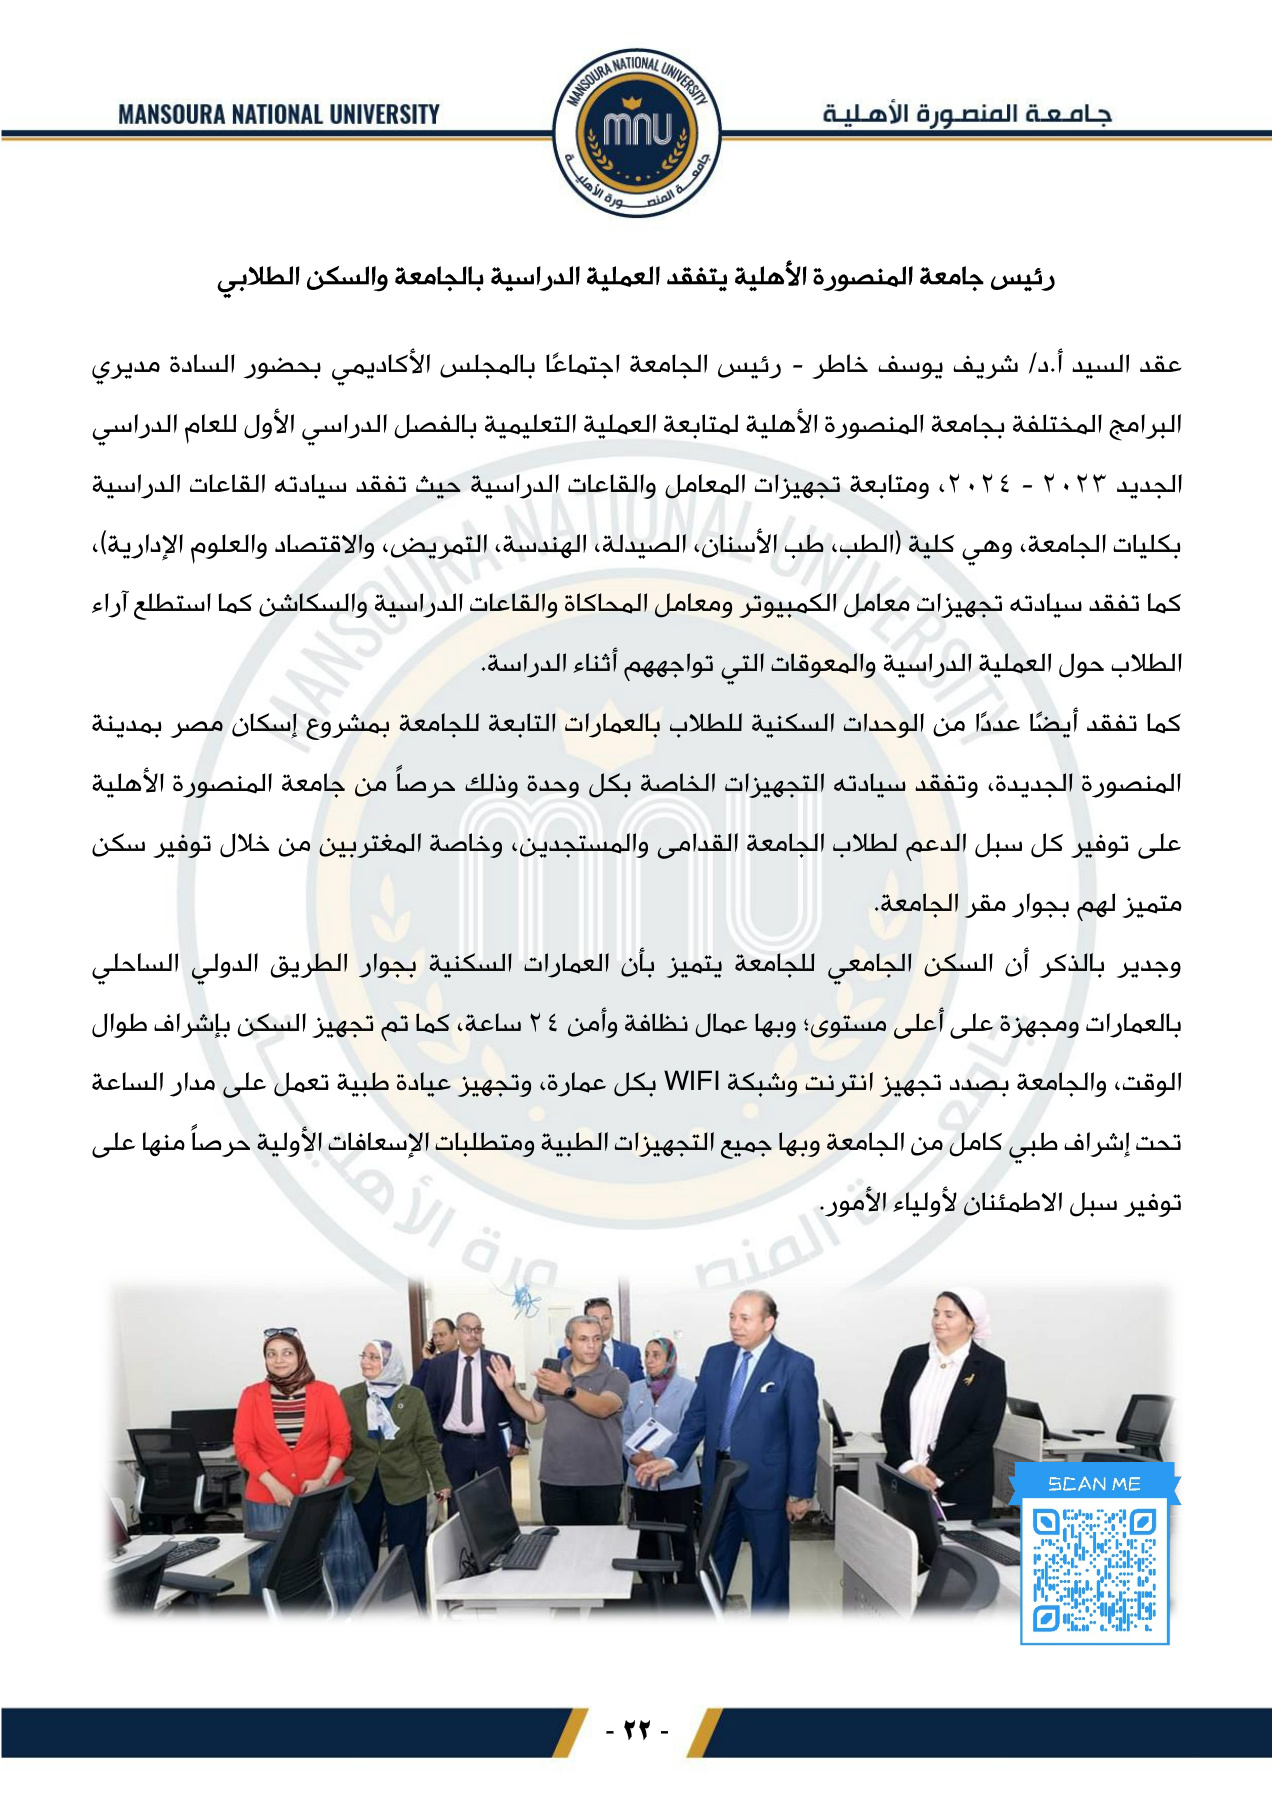 MANSOURA NATIONAL UNIVERSITY
جامعة المنصورة الأهلية
MANSOURA NATIONAL UNIVERSITY
mnu
جامعة المنصورة الأهلية
رئيس جامعة المنصورة الأهلية يتفقد العملية الدراسية بالجامعة والسكن الطلابي
عقد السيد أ.د/ شريف يوسف خاطر - رئيس الجامعة اجتماعًا بالمجلس الأكاديمي بحضور السادة مديري
البرامج المختلفة بجامعة المنصورة الأهلية لمتابعة العملية التعليمية بالفصل الدراسي الأول للعام الدراسي
الجديد ٢٠٢٣ - ٢٠٢٤، ومتابعة تجهيزات المعامل والقاعات الدراسية حيث تفقد سيادته القاعات الدراسية
بكليات الجامعة، وهي كلية (الطب، طب الأسنان، الصيدلة، الهندسة، التمريض، والاقتصاد والعلوم الإدارية)،
كما تفقد سيادته تجهيزات معامل الكمبيوتر ومعامل المحاكاة والقاعات الدراسية والسكاشن كما استطلع آراء
الطلاب حول العملية الدراسية والمعوقات التي تواجههم أثناء الدراسة.
كما تفقد أيضًا عددًا من الوحدات السكنية للطلاب بالعمارات التابعة للجامعة بمشروع إسكان مصر بمدينة
المنصورة الجديدة، وتفقد سيادته التجهيزات الخاصة بكل وحدة وذلك حرصاً من جامعة المنصورة الأهلية
على توفير كل سبل الدعم لطلاب الجامعة القدامى والمستجدين، وخاصة المغتربين من خلال توفير سكن
متميز لهم بجوار مقر الجامعة.
وجدير بالذكر أن السكن الجامعي للجامعة يتميز بأن العمارات السكنية بجوار الطريق الدولي الساحلي
بالعمارات ومجهزة على أعلى مستوى؛ وبها عمال نظافة وأمن ٢٤ ساعة، كما تم تجهيز السكن بإشراف طوال
الوقت، والجامعة بصدد تجهيز انترنت وشبكة WIFI بكل عمارة، وتجهيز عيادة طبية تعمل على مدار الساعة
تحت إشراف طبي كامل من الجامعة وبها جميع التجهيزات الطبية ومتطلبات الإسعافات الأولية حرصاً منها على
توفير سبل الاطمئنان لأولياء الأمور.
SCAN ME
- ٢٢ -